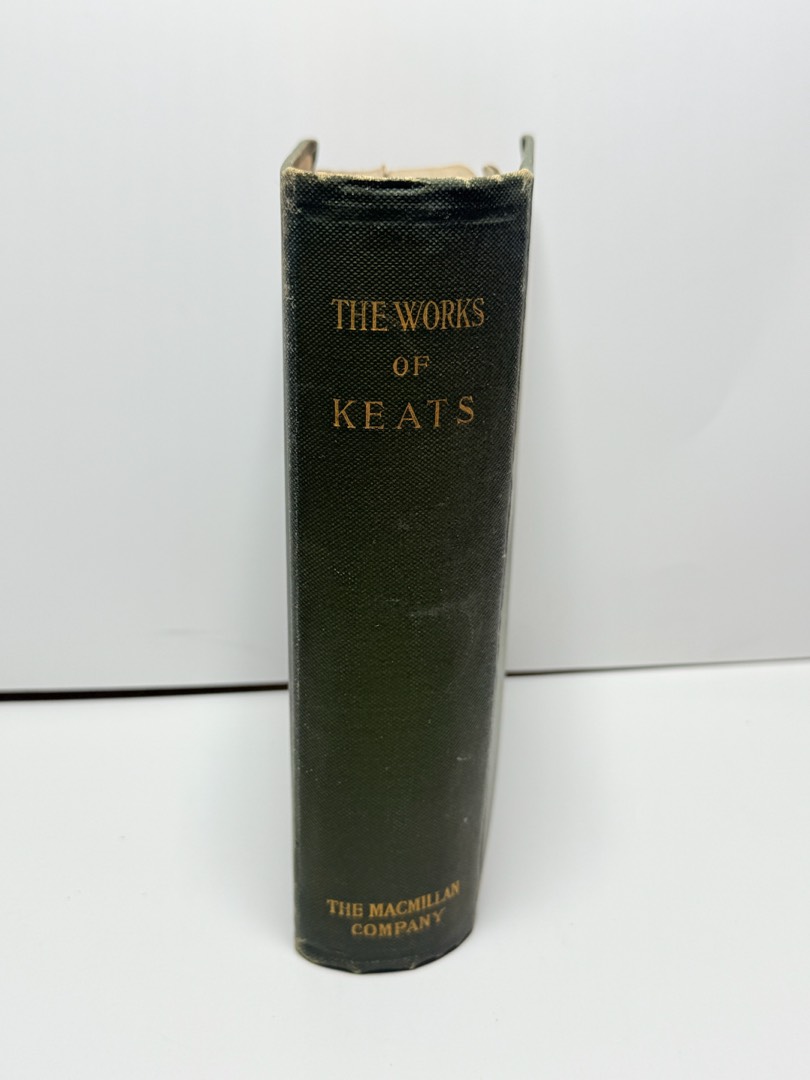 THE WORKS
OF
KEATS
THE MACMILLAN
COMPANY